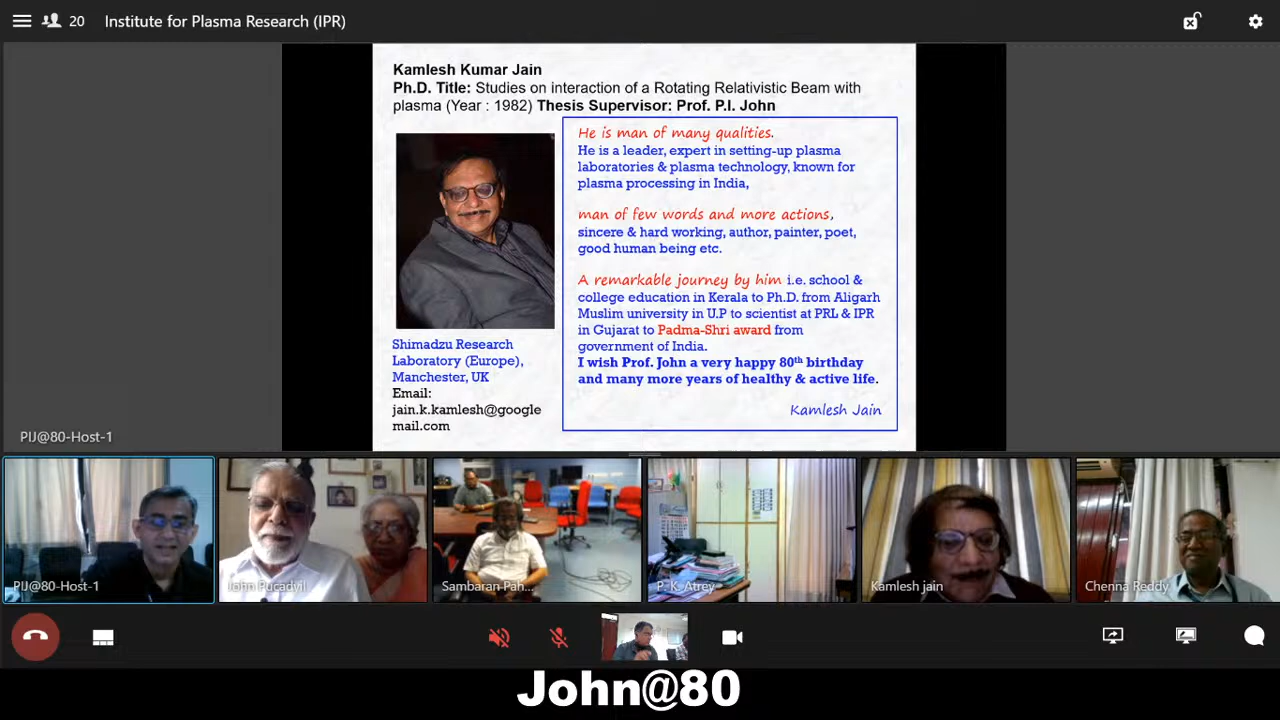 20 Institute for Plasma Research (IPR)
Kamlesh Kumar Jain
Ph.D. Title: Studies on interaction of a Rotating Relativistic Beam with
plasma (Year : 1982) Thesis Supervisor: Prof. P.I. John
He is man of many qualities.
He is a leader, expert in setting-up plasma
laboratories & plasma technology, known for
plasma processing in India,
man of few words and more actions,
sincere & hard working, author, painter, poet,
good human being etc.
A remarkable journey by him i.e. school &
college education in Kerala to Ph.D. from Aligarh
Muslim university in U.P to scientist at PRL & IPR
in Gujarat to Padma-Shri award from
government of India.
I wish Prof. John a very happy 80th birthday
and many more years of healthy & active life.
Kamlesh Jain
Shimadzu Research
Laboratory (Europe),
Manchester, UK
Email:
jain.k.kamlesh@google
mail.com
PIJ@80-Host-1
PIJ@80-Host-1
John Pucadyil
Sambaran Pah...
P. K. Atrey
Kamlesh jain
Chenna Reddy
John@80